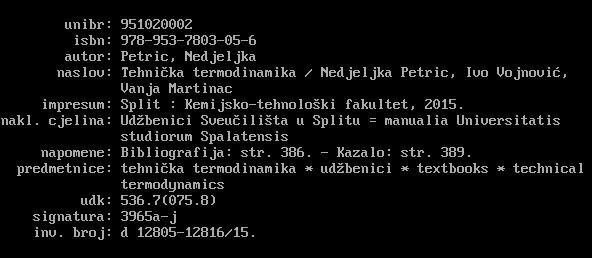 unibr: 951020002
isbn: 978-953-7803-05-6
autor: Petric, Nedjeljka
naslov: Tehnička termodinamika / Nedjeljka Petric, Ivo Vojnović,
Vanja Martinac
impresum: Split : Kemijsko-tehnološki fakultet, 2015.
nakl. cjelina: Udžbenici Sveučilišta u Splitu = manualia Universitatis
studiorum Spalatensis
napomene: Bibliografija: str. 386. - Kazalo: str. 389.
predmetnice: tehnička termodinamika * udžbenici * textbooks * technical
termodynamics
udk: 536.7(075.8)
signatura: 3965a-j
inv. broj: d 12805-12816/15.